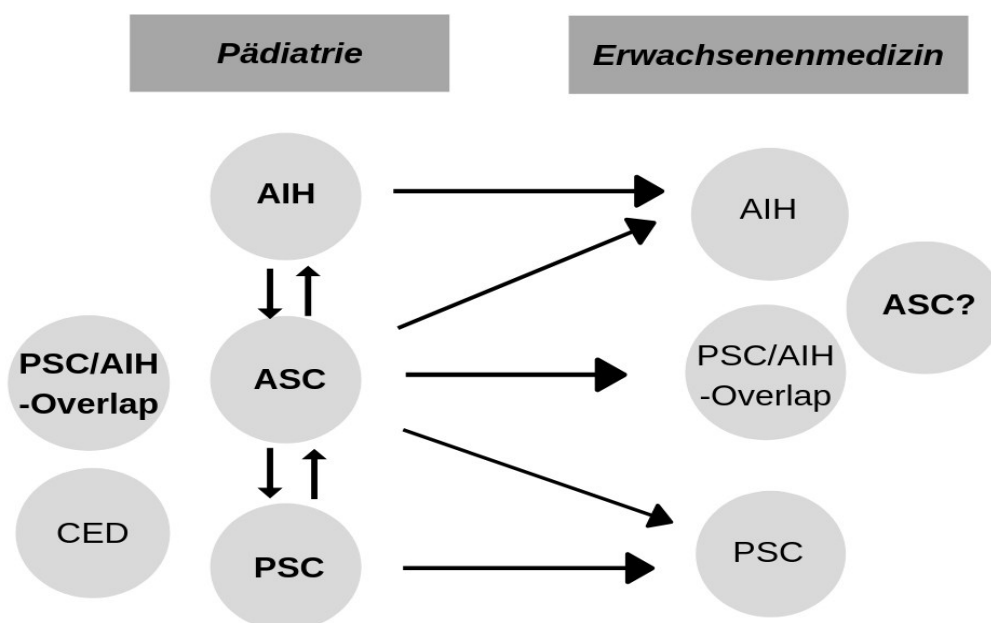 Pädiatrie
Erwachsenenmedizin
AIH
AIH
ASC?
PSC/AIH
-Overlap
ASC
PSC/AIH
-Overlap
CED
PSC
PSC